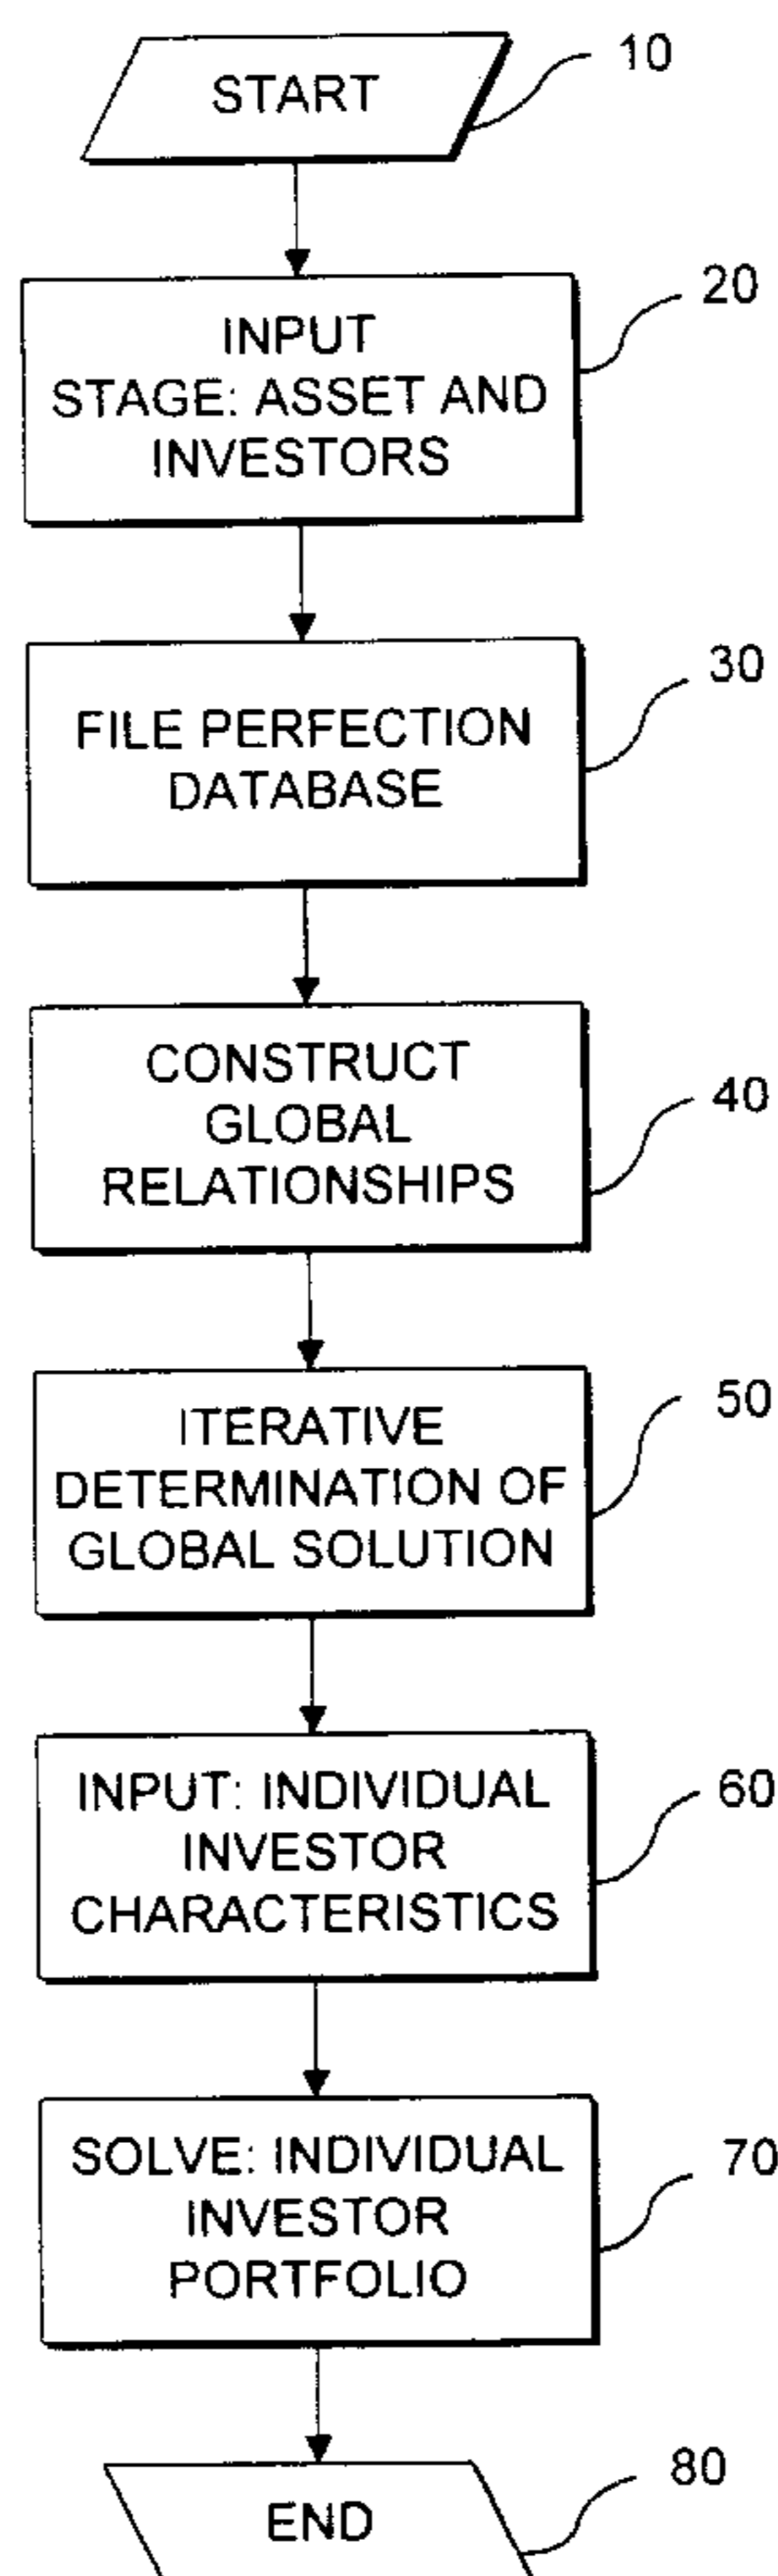 START
10
INPUT
STAGE: ASSET AND
INVESTORS
20
FILE PERFECTION
DATABASE
30
CONSTRUCT
GLOBAL
RELATIONSHIPS
40
ITERATIVE
DETERMINATION OF
GLOBAL SOLUTION
50
INPUT: INDIVIDUAL
INVESTOR
CHARACTERISTICS
60
SOLVE: INDIVIDUAL
INVESTOR
PORTFOLIO
70
END
80